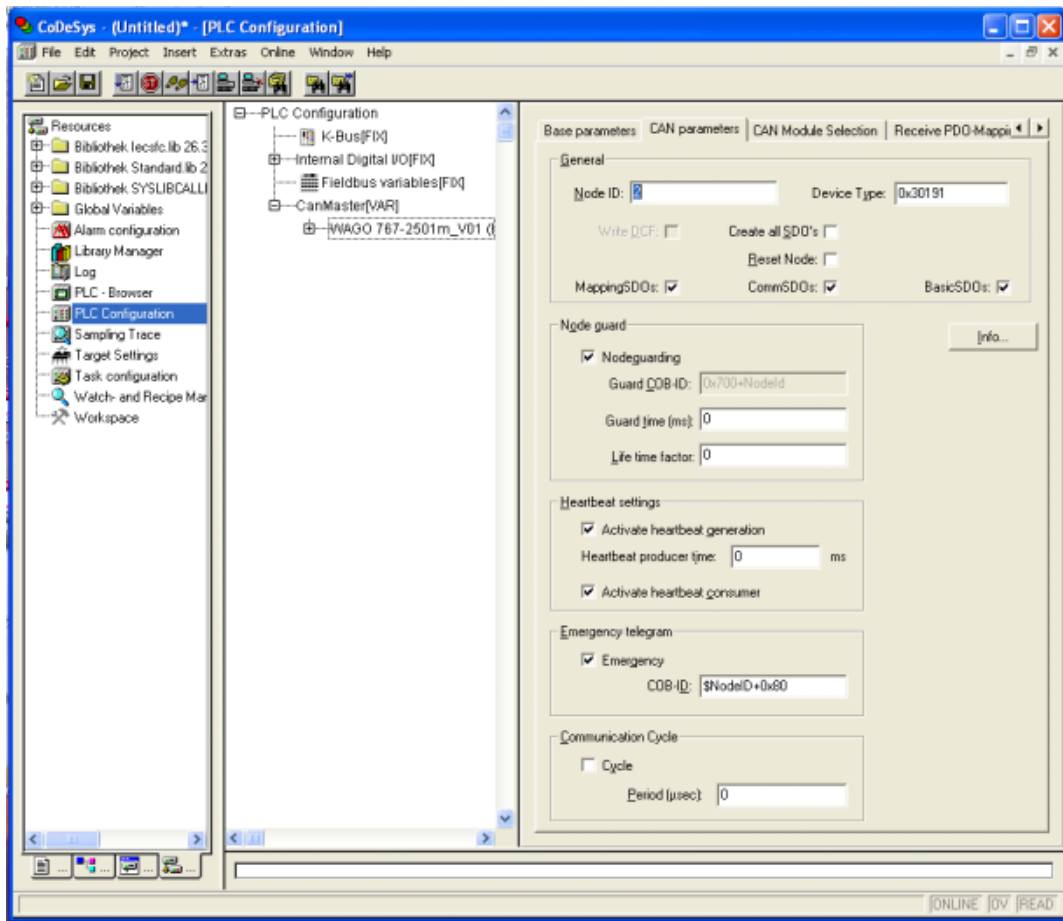 CoDeSys - (Untitled)* - [PLC Configuration]
File Edit Project Insert Extras Online Window Help
Resources
Bibliothek Iecsfc.lib 26.3
Bibliothek Standard.lib 2
Bibliothek SYSLIBCALLI
Global Variables
Alarm configuration
Library Manager
Log
PLC - Browser
PLC Configuration
Sampling Trace
Target Settings
Task configuration
Watch- and Recipe Mar
Workspace
PLC Configuration
K-Bus[FIX]
Internal Digital I/O[FIX]
Fieldbus variables[FIX]
CanMaster[VAR]
WAGO 767-2501m_V01 (
Base parameters CAN parameters CAN Module Selection Receive PDO-Mappi
General
Node ID: 2 Device Type: 0x30191
Write DCF: Create all SDO's
Reset Node:
MappingSDOs: CommSDOs: BasicSDOs:
Node guard
Info...
Nodeguarding
Guard COB-ID: 0x700+NodeId
Guard time (ms): 0
Life time factor: 0
Heartbeat settings
Activate heartbeat generation
Heartbeat producer time: 0 ms
Activate heartbeat consumer
Emergency telegram
Emergency
COB-ID: $NodeID+0x80
Communication Cycle
Cycle
Period (µsec): 0
ONLINE OV READ